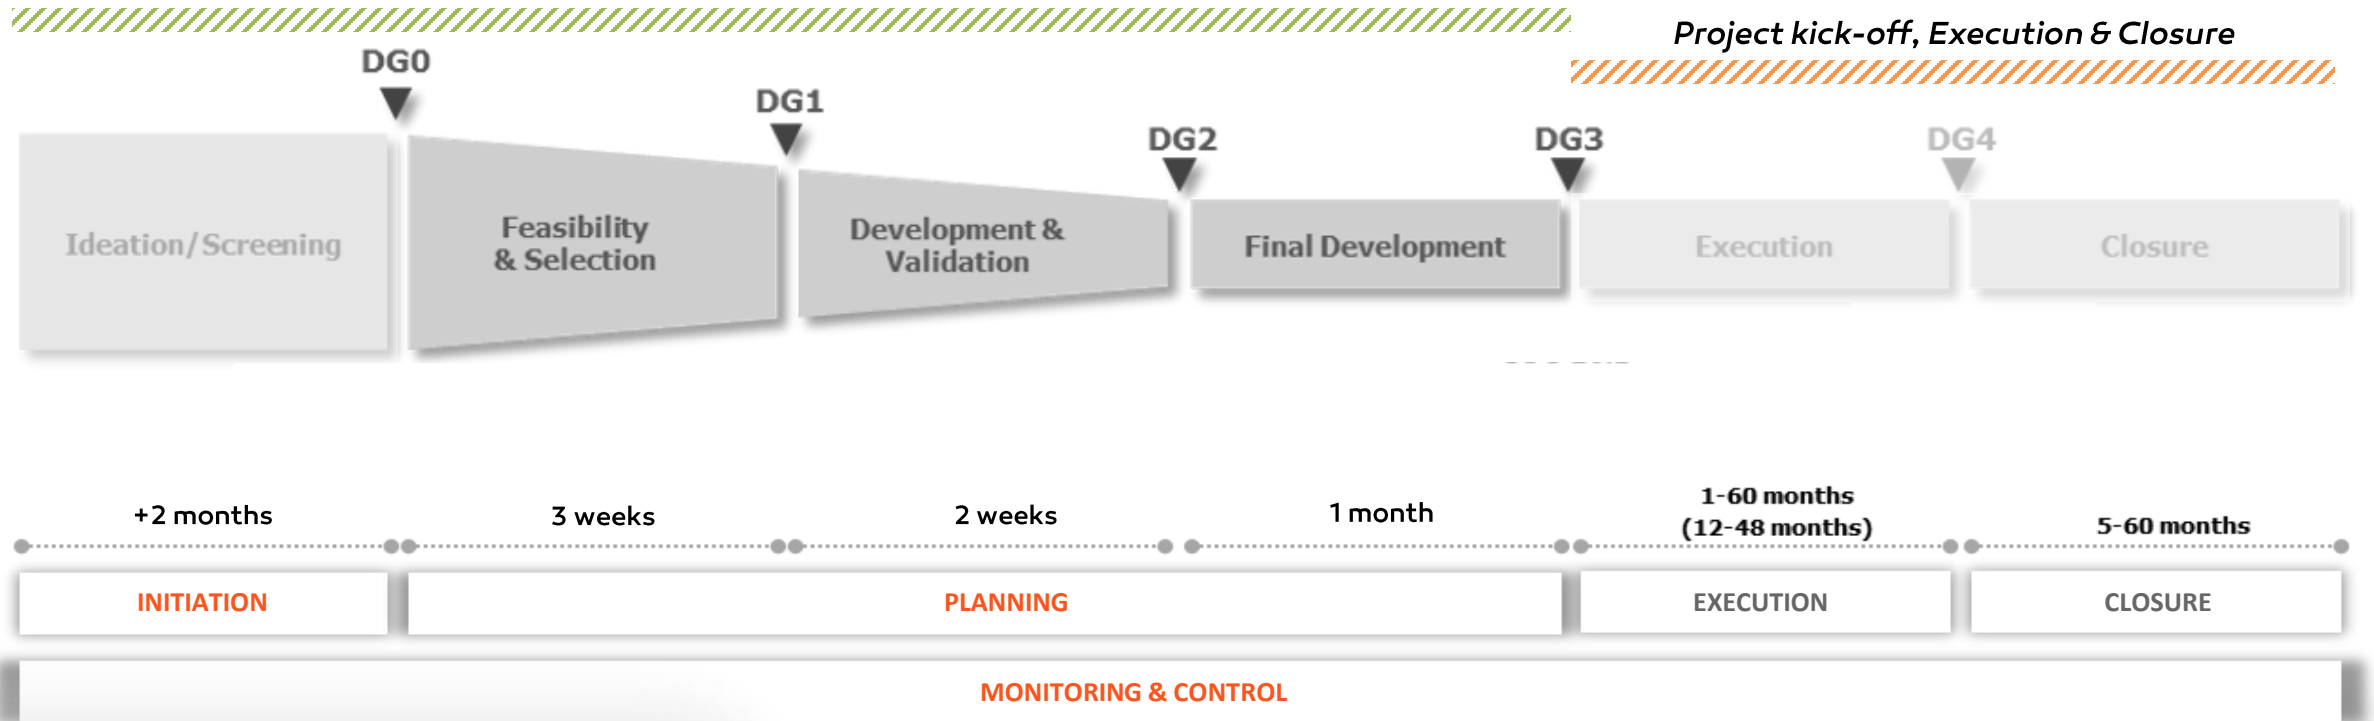 Project kick-off, Execution & Closure
DG0
DG1
DG2
DG3
DG4
Ideation/Screening
Feasibility
& Selection
Development &
Validation
Final Development
Execution
Closure
+2 months
3 weeks
2 weeks
1 month
1-60 months
(12-48 months)
5-60 months
INITIATION
PLANNING
EXECUTION
CLOSURE
MONITORING & CONTROL